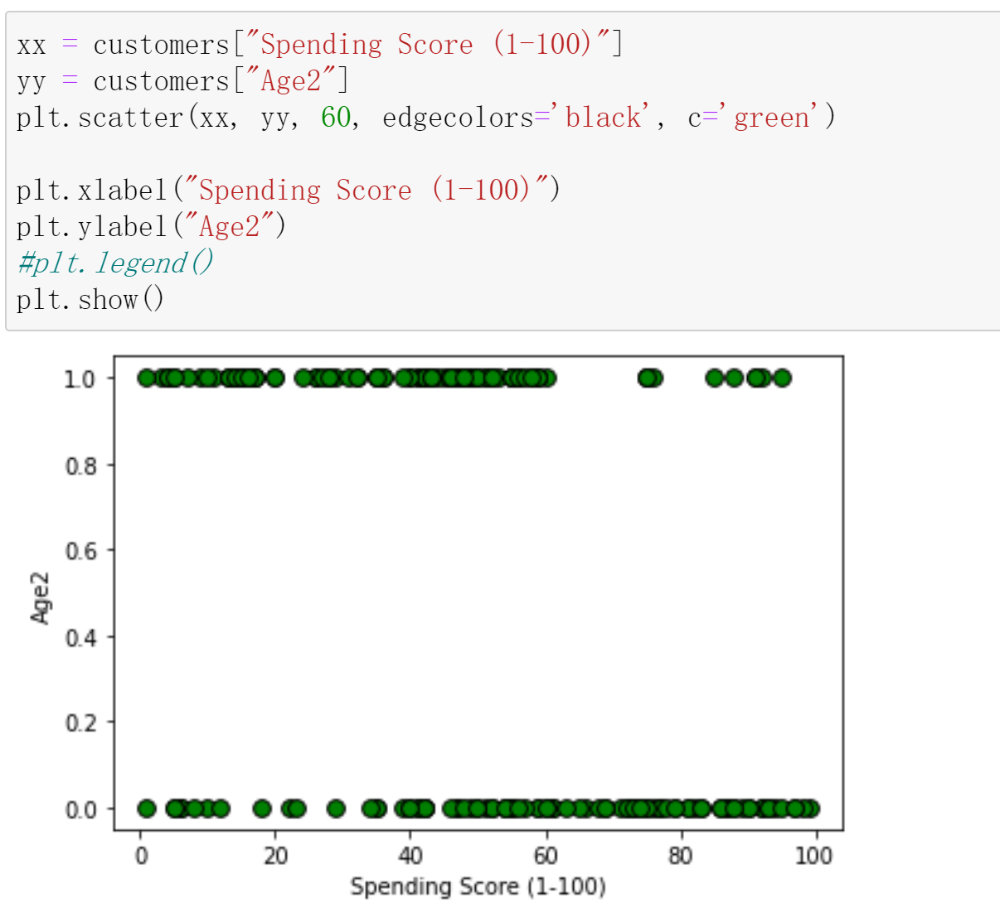 xx = customers["Spending Score (1-100)"]
yy = customers["Age2"]
plt.scatter(xx, yy, 60, edgecolors='black', c='green')
plt.xlabel("Spending Score (1-100)")
plt.ylabel("Age2")
#plt.legend()
plt.show()
1.0
0.8
0.6
0.4
0.2
0.0
Age2
0 20 40 60 80 100
Spending Score (1-100)